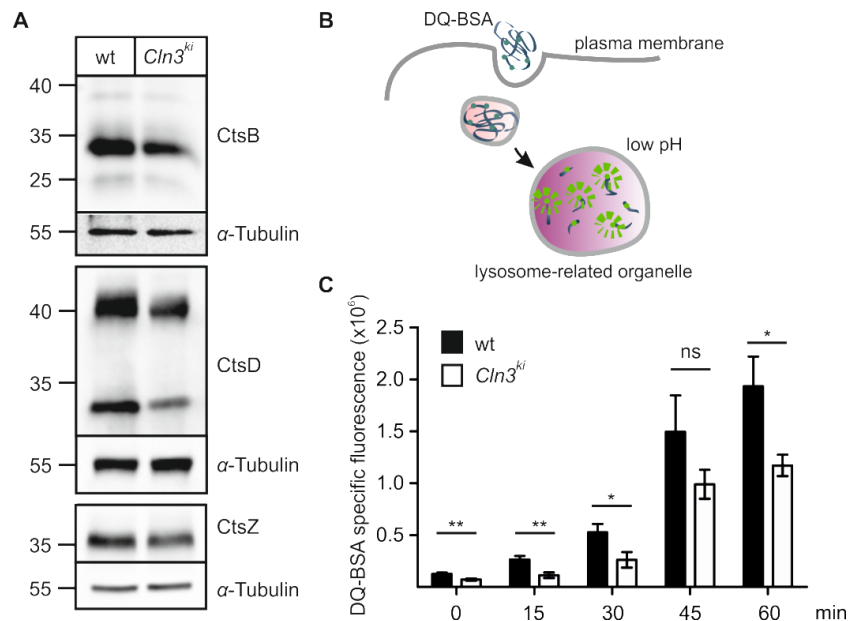 A
wt Cln3ki
40
35
25
CtsB
55
α-Tubulin
40
35
CtsD
55
α-Tubulin
35
CtsZ
55
α-Tubulin
B
DQ-BSA
plasma membrane
low pH
lysosome-related organelle
C
DQ-BSA specific fluorescence (x10⁶)
2.5
2.0
1.5
1.0
0.5
wt
Cln3ki
** ** * ns *
0 15 30 45 60 min